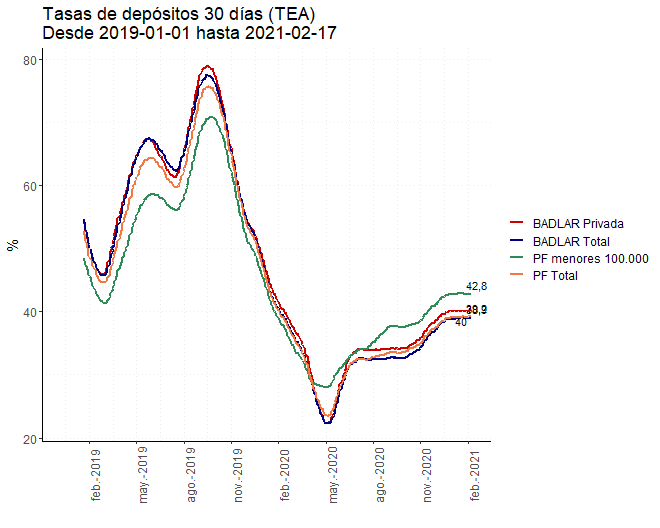 Tasas de depósitos 30 días (TEA)
Desde 2019-01-01 hasta 2021-02-17
%
80
60
40
20
42,8
40
feb.-2019
may.-2019
ago.-2019
nov.-2019
feb.-2020
may.-2020
ago.-2020
nov.-2020
feb.-2021
BADLAR Privada
BADLAR Total
PF menores 100.000
PF Total